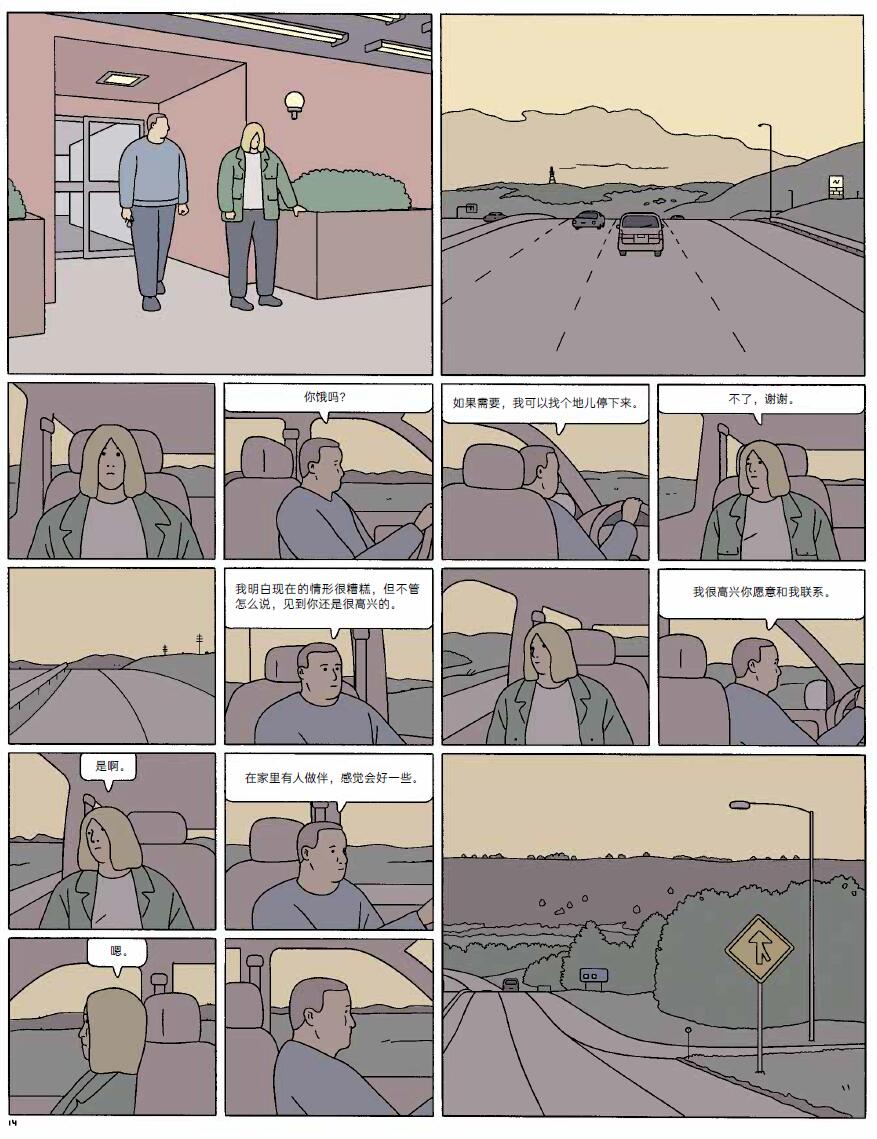 你饿吗？
如果需要，我可以找个地儿停下来。
不了，谢谢。
我明白现在的情形很糟糕，但不管
怎么说，见到你还是很高兴的。
我很高兴你愿意和我联系。
是啊。
在家里有人做伴，感觉会好一些。
嗯。
14